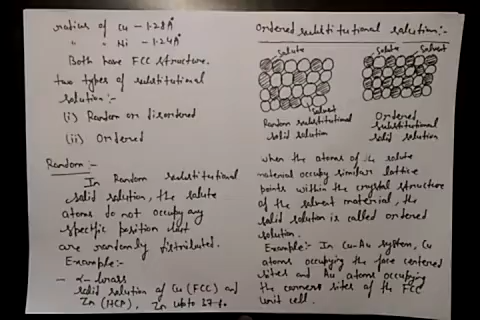 radius of Cu – 1.28A°
" " Ni – 1.24A°
Both have FCC structure.
two types of substitutional
solution:-
(i) Random or disordered
(ii) Ordered
Random:-
In Random substitutional
solid solution, the solute
atoms do not occupy any
specific position but
are randomly distributed.
Example:-
– α-brass
solid solution of Cu (FCC) and
Zn (HCP), Zn upto 37%.
Ordered substitutional solution:-
Solute
Solvent
Random substitutional
solid solution
Solute Solvent
Ordered
substitutional
solid solution
when the atoms of the solute
material occupy similar lattice
points within the crystal structure
of the solvent material, the
solid solution is called ordered
solution.
Example:- In Cu-Au system, Cu
atoms occupying the face centered
sites and Au atoms occupying
the corner sites of the FCC
unit cell.